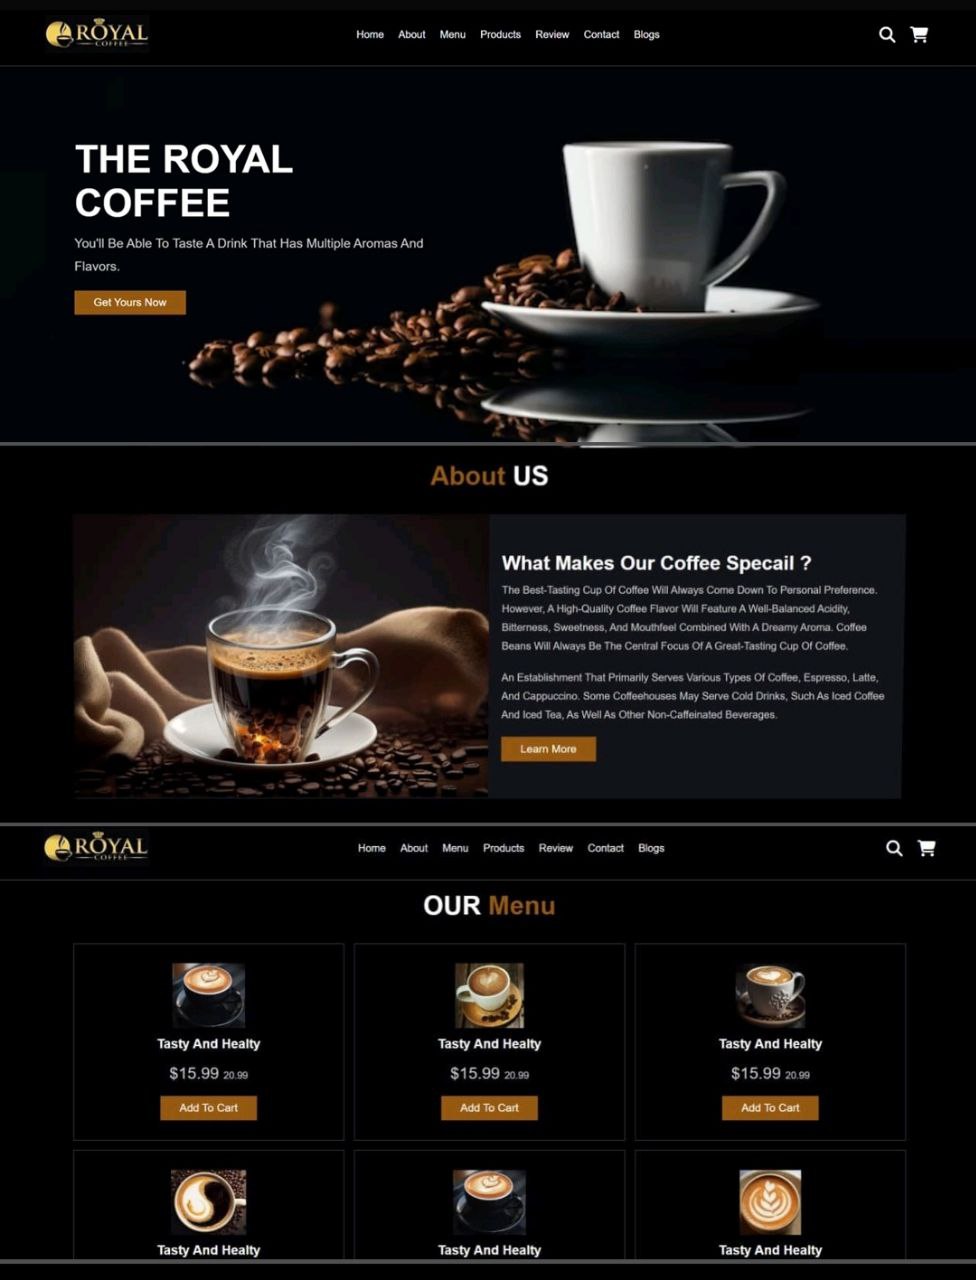 ROYAL
COFFEE
Home About Menu Products Review Contact Blogs
THE ROYAL
COFFEE
You'll Be Able To Taste A Drink That Has Multiple Aromas And
Flavors.
Get Yours Now
About US
What Makes Our Coffee Specail ?
The Best-Tasting Cup Of Coffee Will Always Come Down To Personal Preference.
However, A High-Quality Coffee Flavor Will Feature A Well-Balanced Acidity,
Bitterness, Sweetness, And Mouthfeel Combined With A Dreamy Aroma. Coffee
Beans Will Always Be The Central Focus Of A Great-Tasting Cup Of Coffee.
An Establishment That Primarily Serves Various Types Of Coffee, Espresso, Latte,
And Cappuccino. Some Coffeehouses May Serve Cold Drinks, Such As Iced Coffee
And Iced Tea, As Well As Other Non-Caffeinated Beverages.
Learn More
ROYAL
COFFEE
Home About Menu Products Review Contact Blogs
OUR Menu
Tasty And Healty Tasty And Healty Tasty And Healty
$15.99 20.99 $15.99 20.99 $15.99 20.99
Add To Cart Add To Cart Add To Cart
Tasty And Healty Tasty And Healty Tasty And Healty